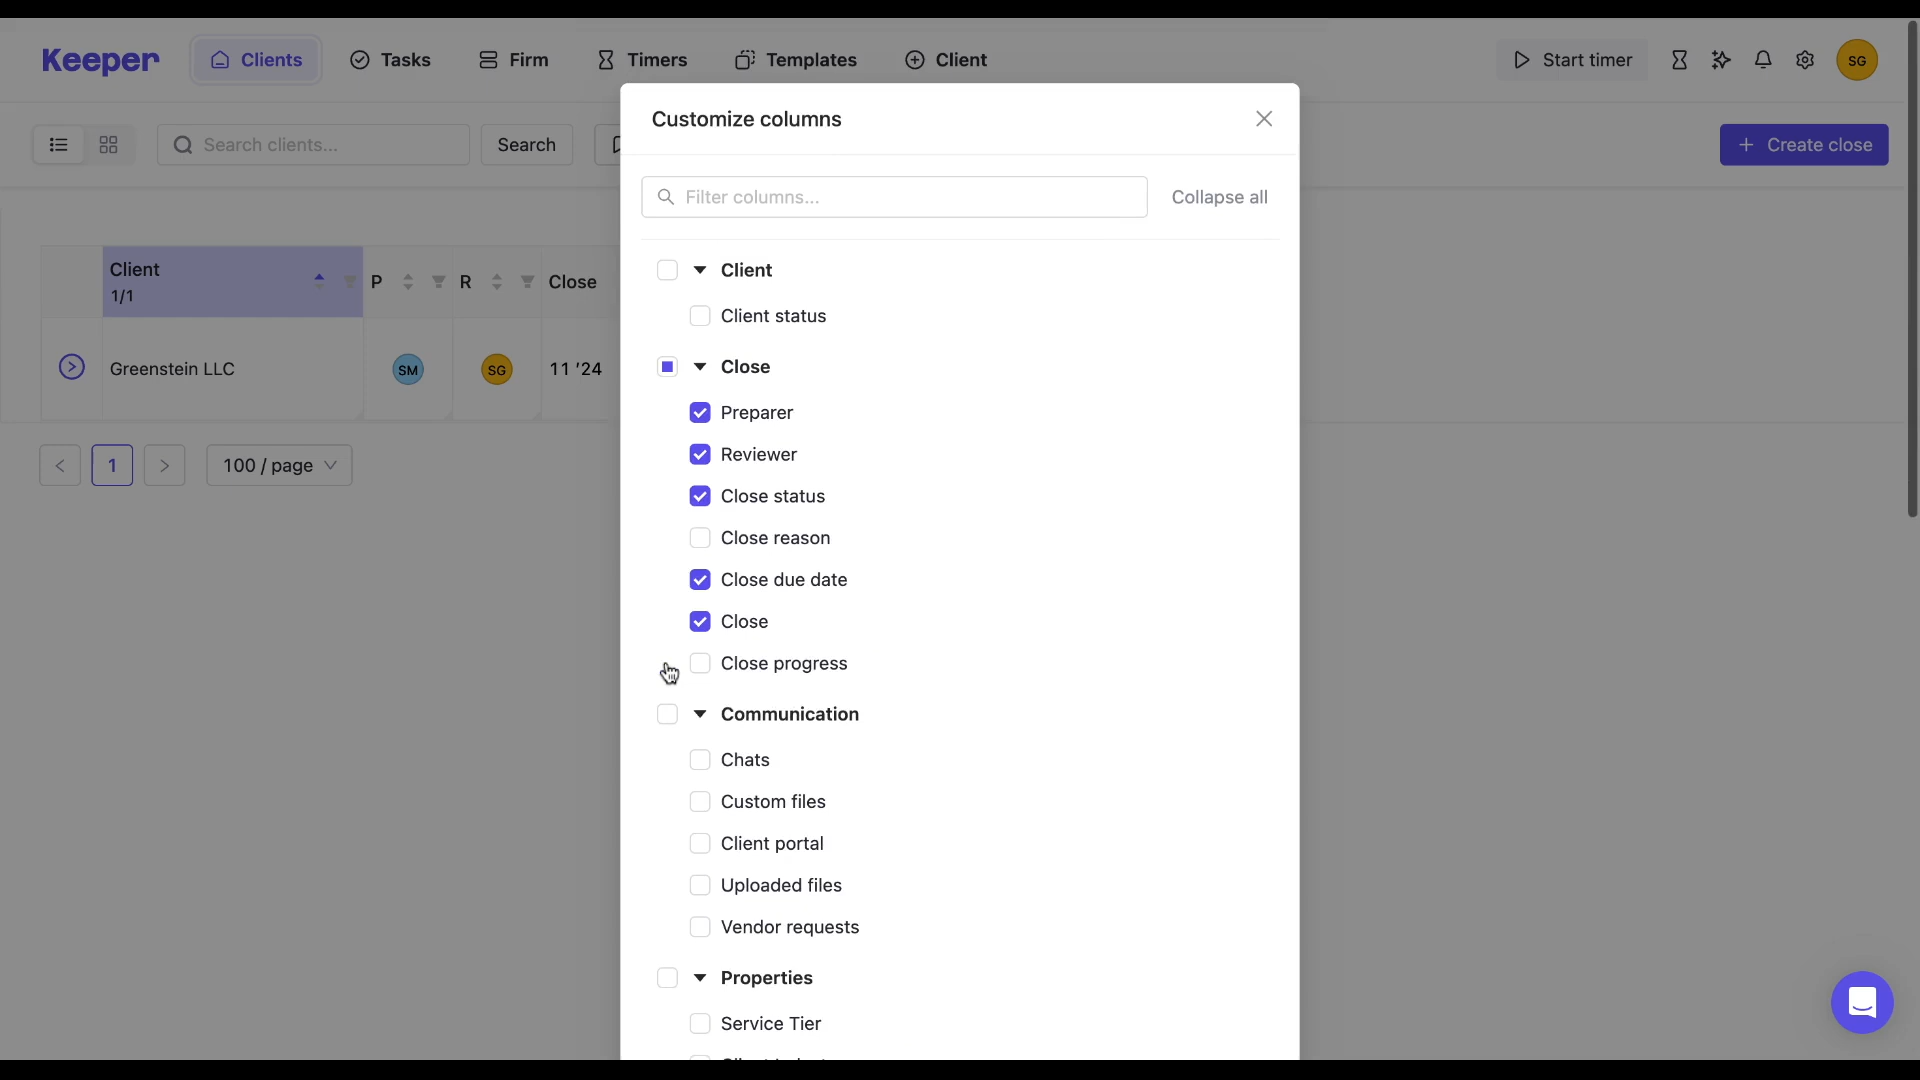 Keeper
Clients
Tasks
Firm
Timers
Templates
Client
Start timer
SG
Customize columns
Search clients...
Search
Create close
Filter columns...
Collapse all
Client
1/1
P
R
Close
Greenstein LLC
SM
SG
11 '24
<
1
>
100 / page
Client
Client status
Close
Preparer
Reviewer
Close status
Close reason
Close due date
Close
Close progress
Communication
Chats
Custom files
Client portal
Uploaded files
Vendor requests
Properties
Service Tier